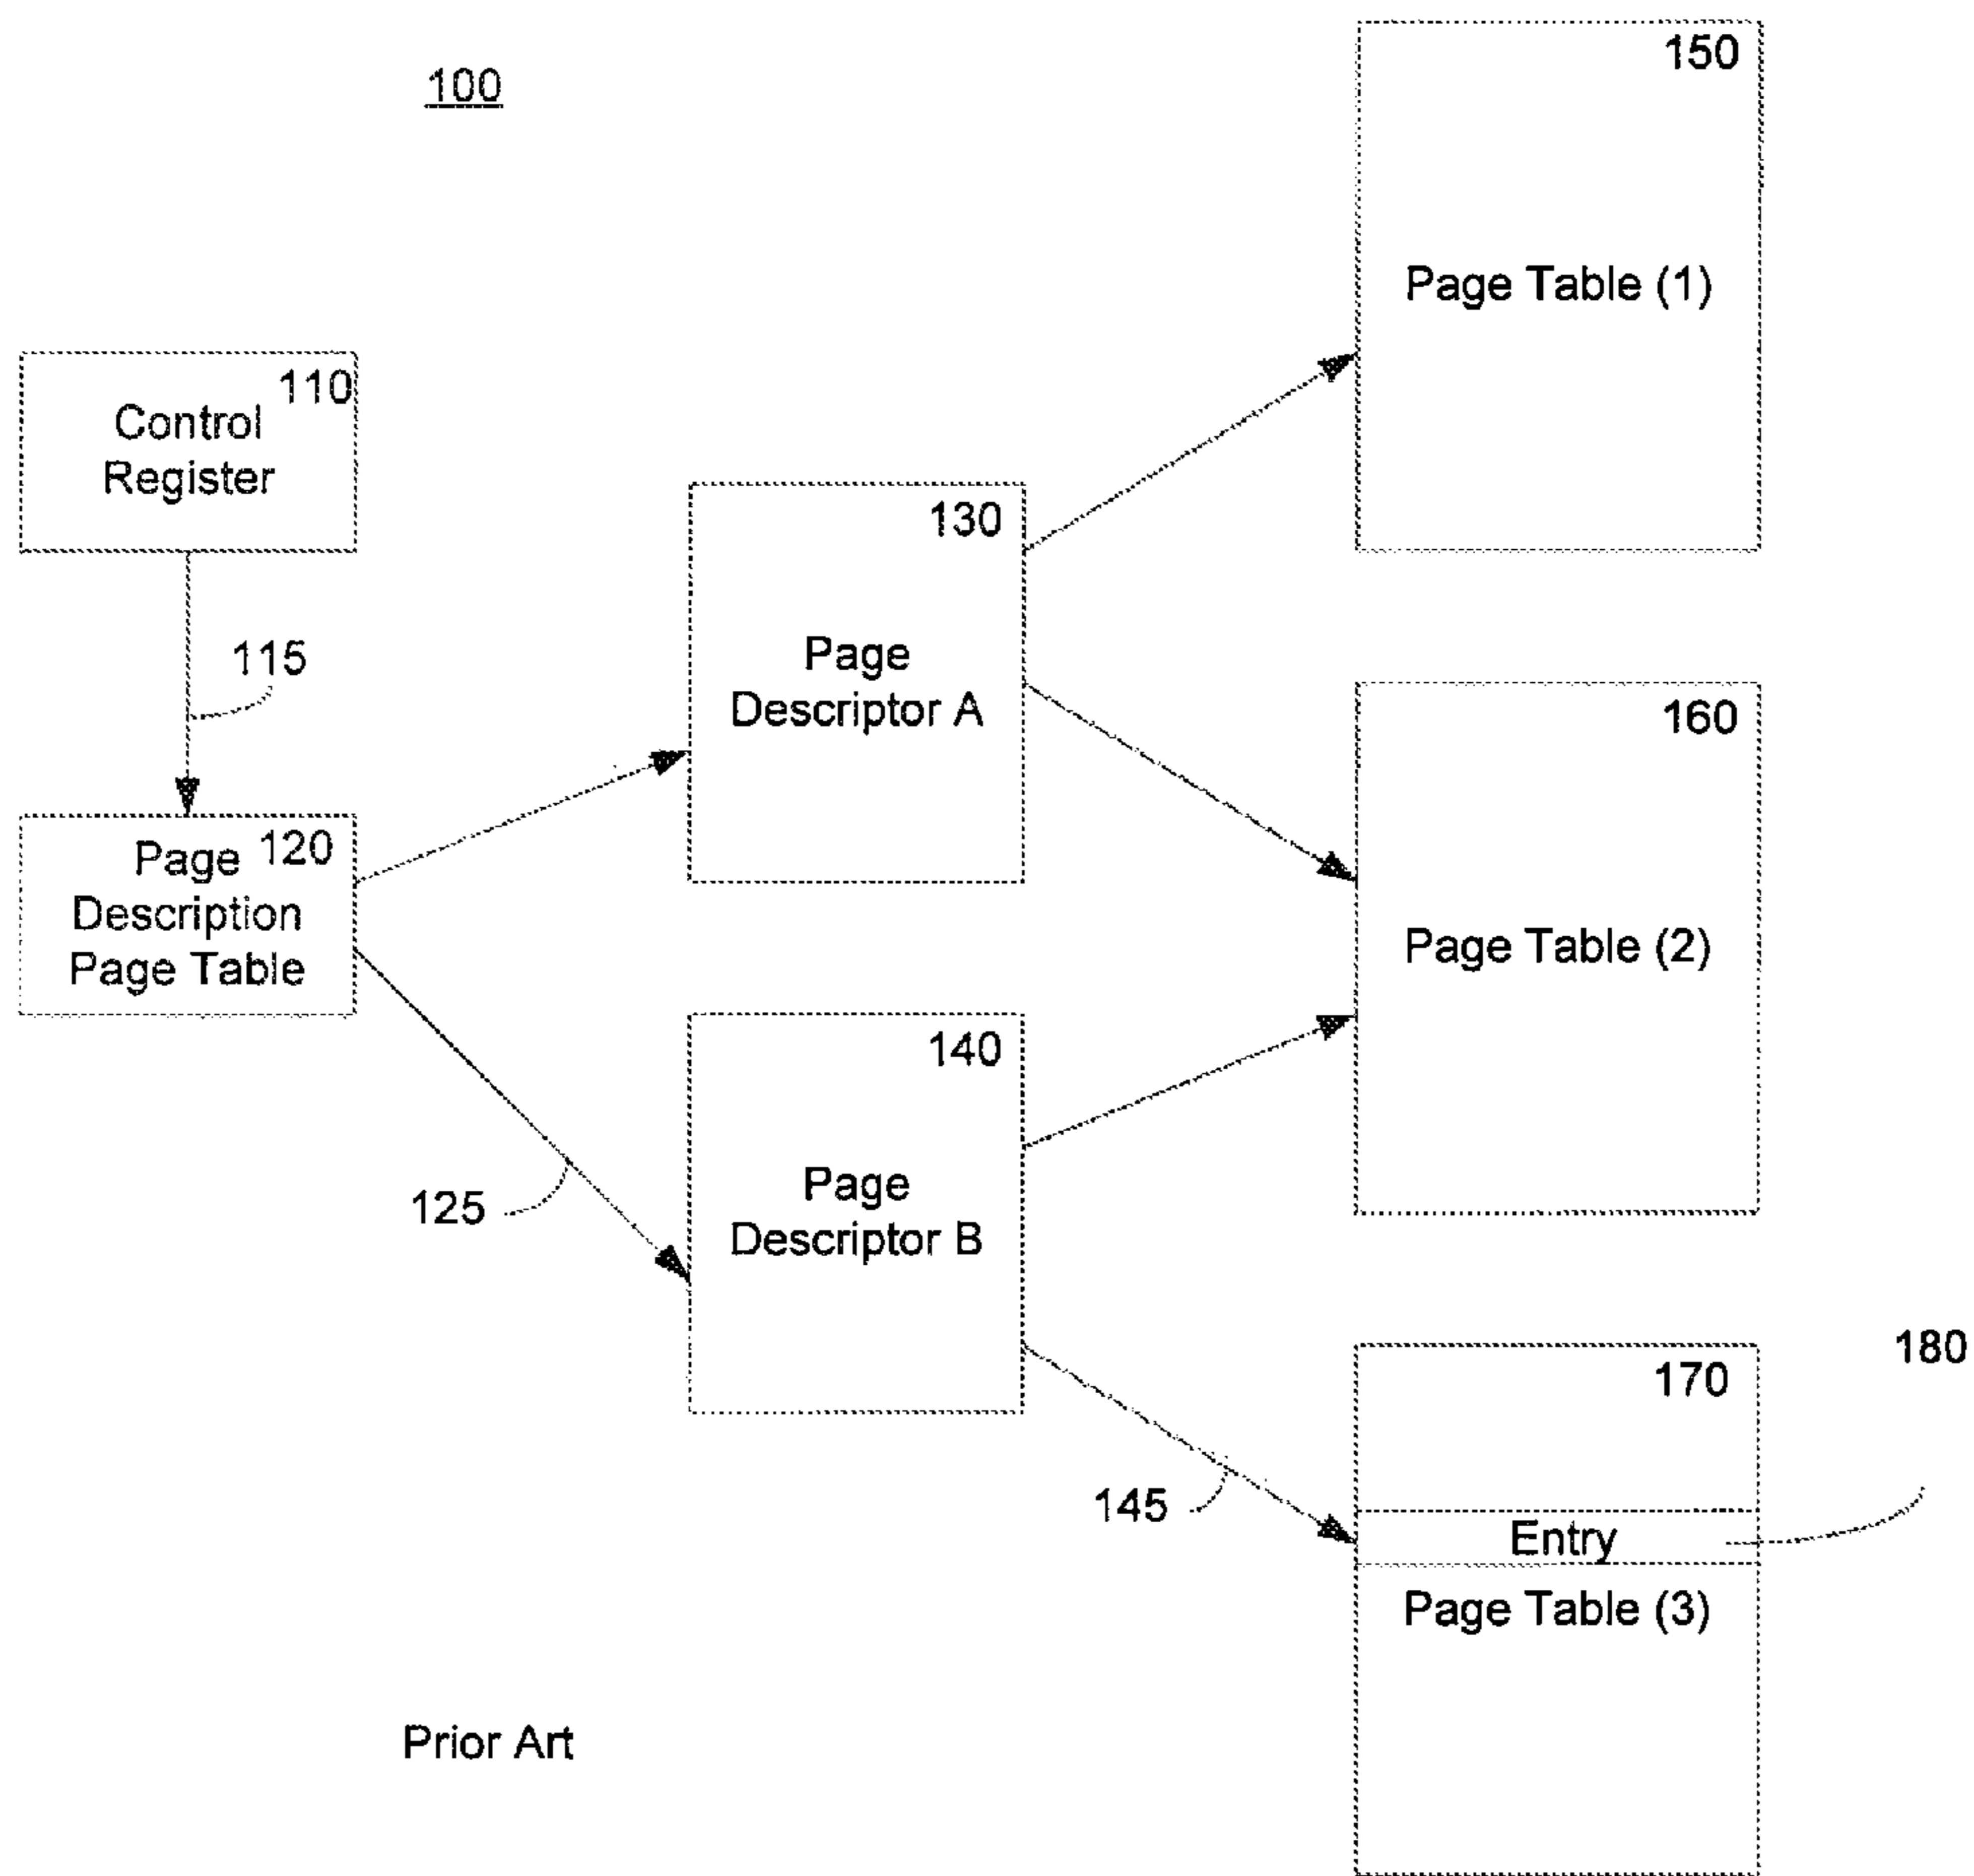 100
150
Page Table (1)
110
Control
Register
130
Page
Descriptor A
115
160
Page Table (2)
120
Page
Description
Page Table
140
Page
Descriptor B
125
180
170
145
Entry
Page Table (3)
Prior Art